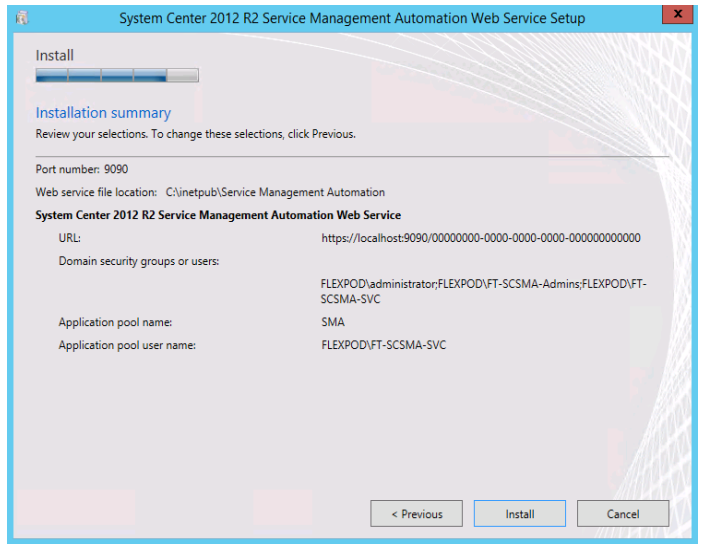 System Center 2012 R2 Service Management Automation Web Service Setup
x
Install
Installation summary
Review your selections. To change these selections, click Previous.
Port number: 9090
Web service file location: C:\inetpub\Service Management Automation
System Center 2012 R2 Service Management Automation Web Service
URL: https://localhost:9090/00000000-0000-0000-0000-000000000000
Domain security groups or users:
FLEXPOD\administrator;FLEXPOD\FT-SCSMA-Admins;FLEXPOD\FT-
SCSMA-SVC
Application pool name: SMA
Application pool user name: FLEXPOD\FT-SCSMA-SVC
< Previous Install Cancel